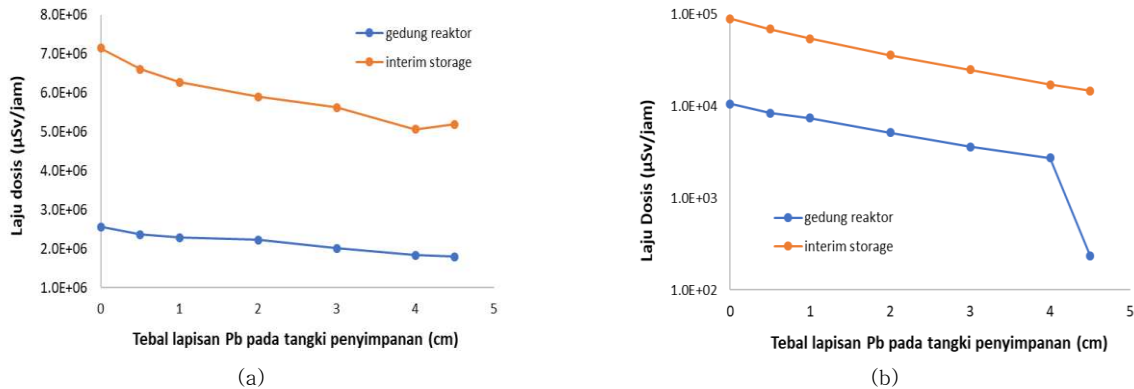 8.0E+06
7.0E+06
6.0E+06
5.0E+06
4.0E+06
3.0E+06
2.0E+06
1.0E+06
Laju dosis (µSv/jam)
gedung reaktor
interim storage
0 1 2 3 4 5
Tebal lapisan Pb pada tangki penyimpanan (cm)
(a)
1.0E+05
1.0E+04
1.0E+03
1.0E+02
Laju Dosis (µSv/jam)
gedung reaktor
interim storage
0 1 2 3 4 5
Tebal lapisan Pb pada tangki penyimpanan (cm)
(b)